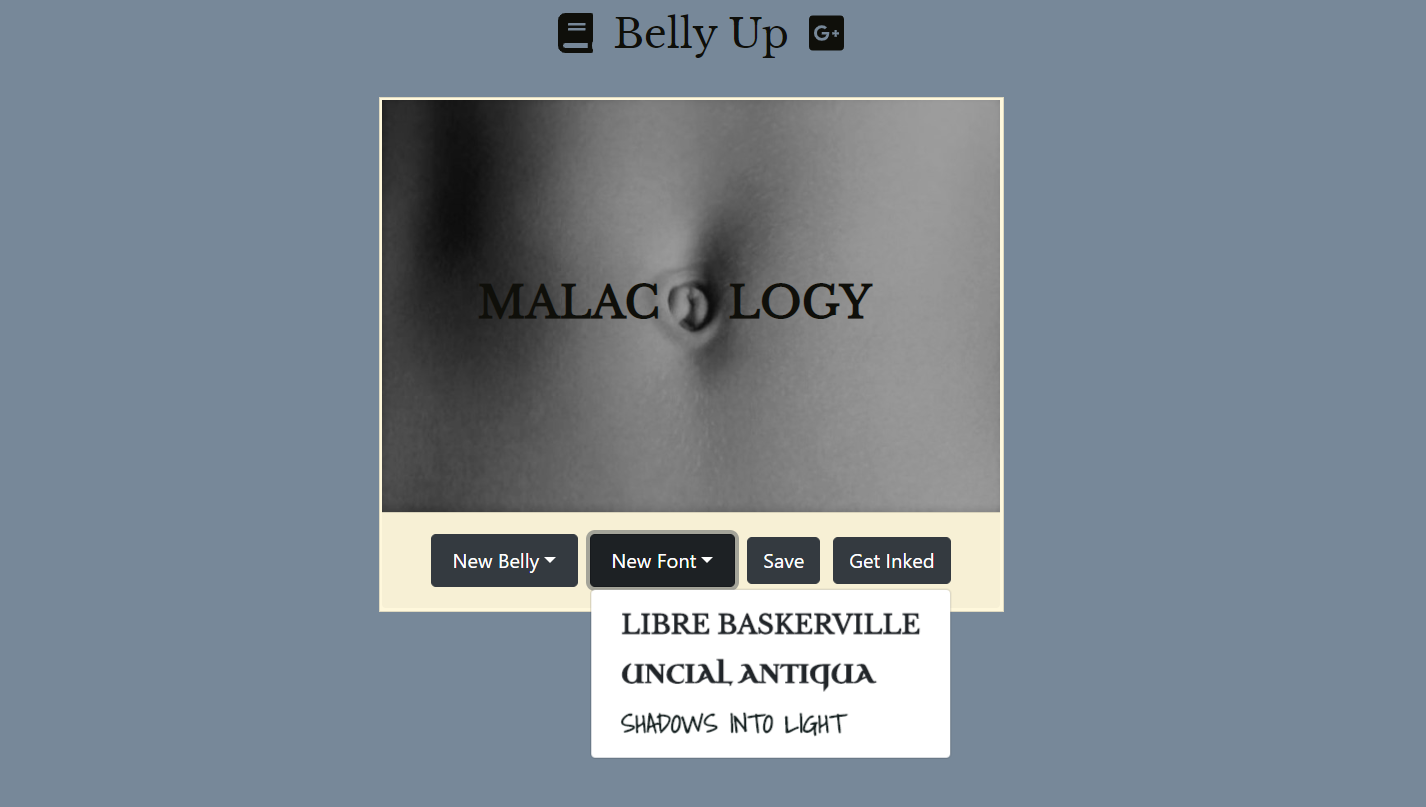 Belly Up
MALAC LOGY
New Belly New Font Save Get Inked
LIBRE BASKERVILLE
UNCIAL ANTIQUA
SHADOWS INTO LIGHT